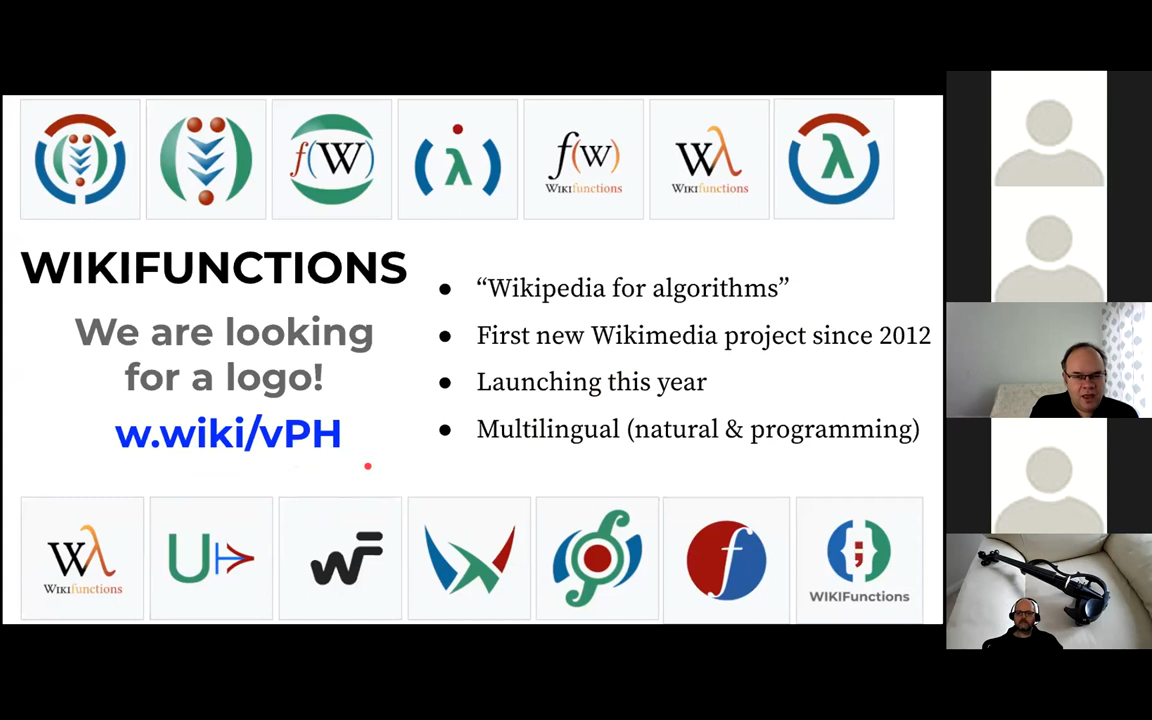 f(W)
(λ)
f(w)
WIKIfunctions
Wλ
WIKIfunctions
λ
WIKIFUNCTIONS
We are looking
for a logo!
w.wiki/vPH
● “Wikipedia for algorithms”
● First new Wikimedia project since 2012
● Launching this year
● Multilingual (natural & programming)
Wλ
WIKIfunctions
WF
f
{;}
WIKIFunctions